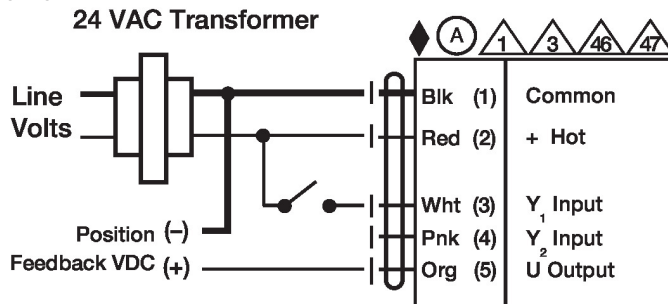 24 VAC Transformer
A 1 3 46 47
Line
Volts
Blk (1) Common
Red (2) + Hot
Wht (3) Y1 Input
Position (-)
Pnk (4) Y2 Input
Feedback VDC (+)
Org (5) U Output